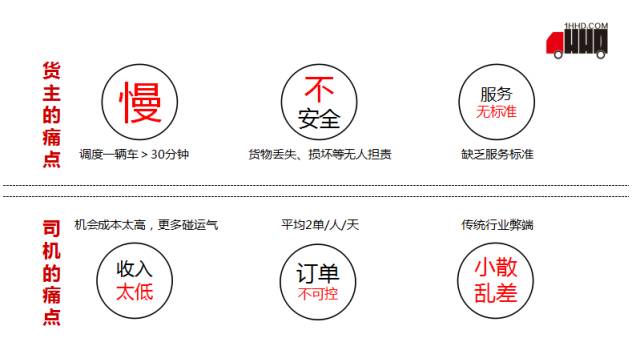 1HHD.COM
HHD
货主的痛点
慢
调度一辆车＞30分钟
不
安全
货物丢失、损坏等无人担责
服务
无标准
缺乏服务标准
司机的痛点
机会成本太高，更多碰运气
收入
太低
平均2单/人/天
订单
不可控
传统行业弊端
小散
乱差